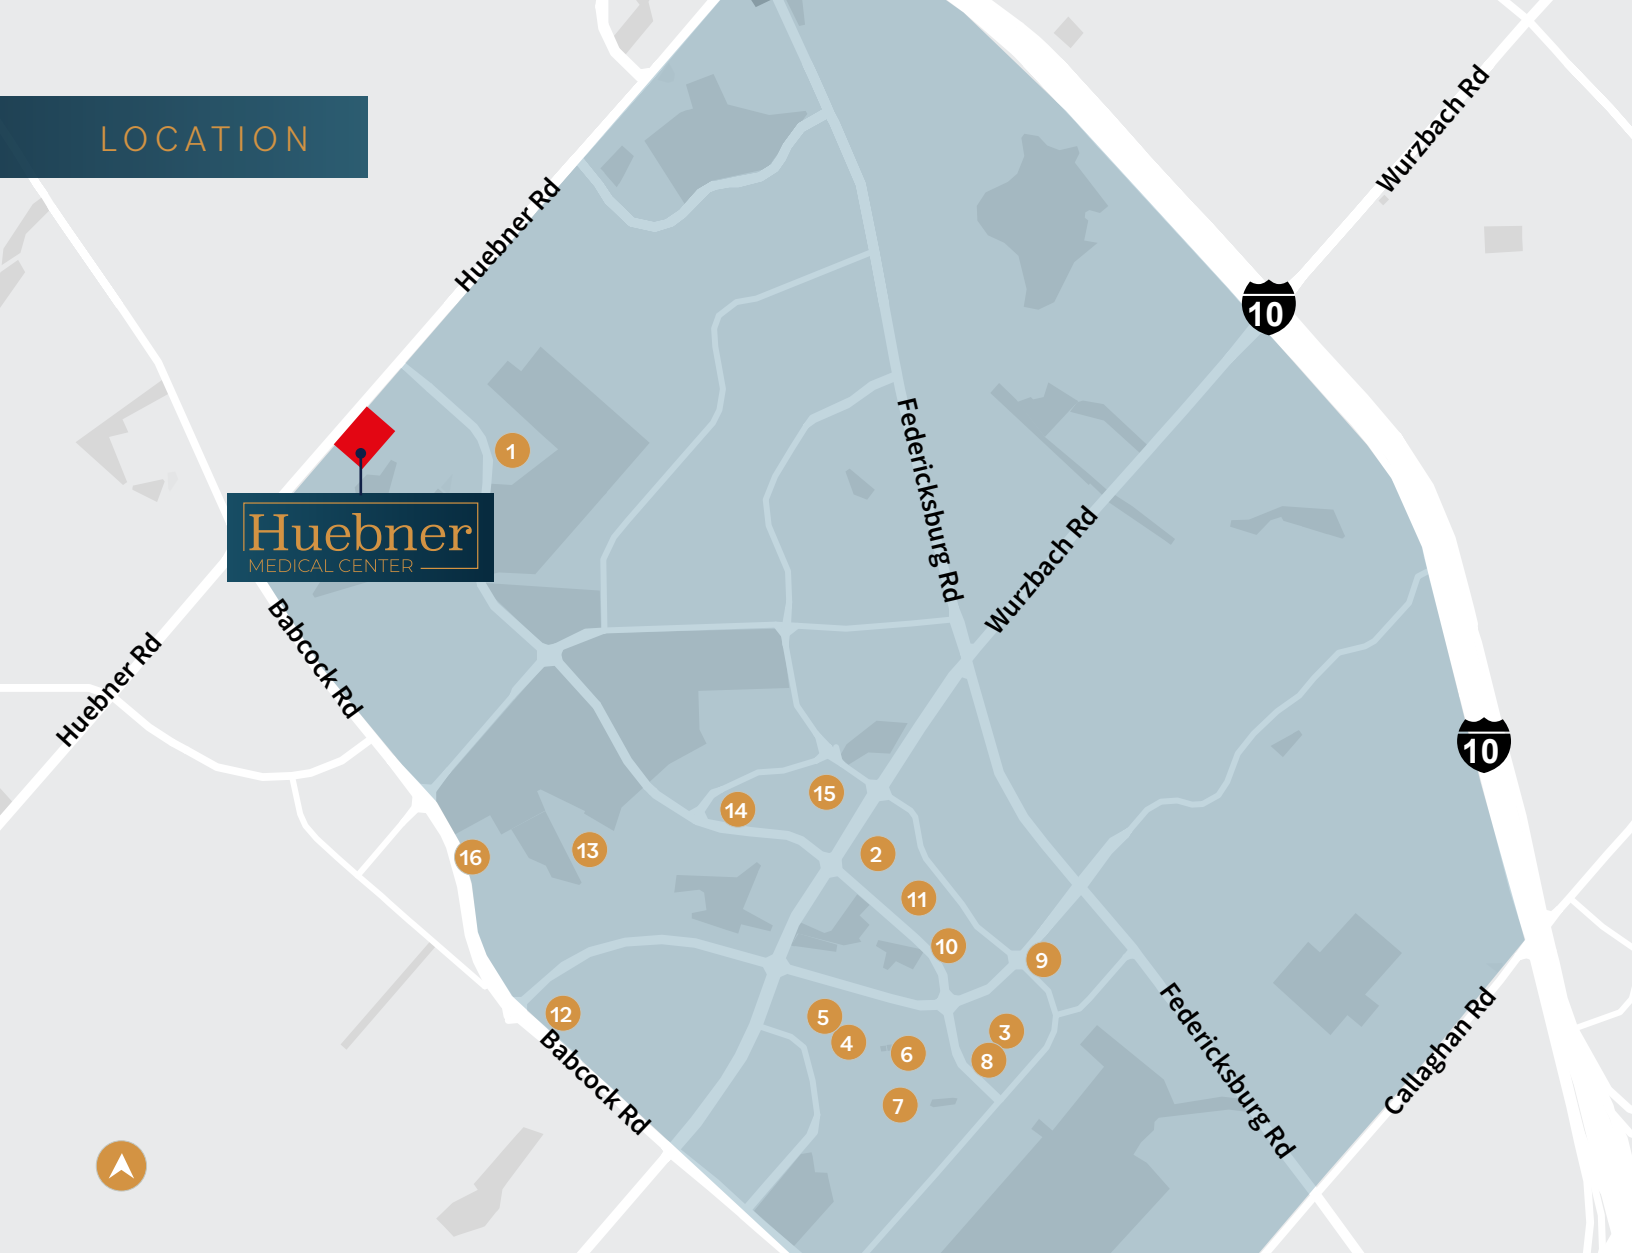 LOCATION
Wurzbach Rd
Huebner Rd
10
Federicksburg Rd
1
Huebner
MEDICAL CENTER
Wurzbach Rd
Babcock Rd
Huebner Rd
10
15
14
16
13
2
11
10
9
12
5
4
6
3
8
7
Babcock Rd
Federicksburg Rd
Callaghan Rd